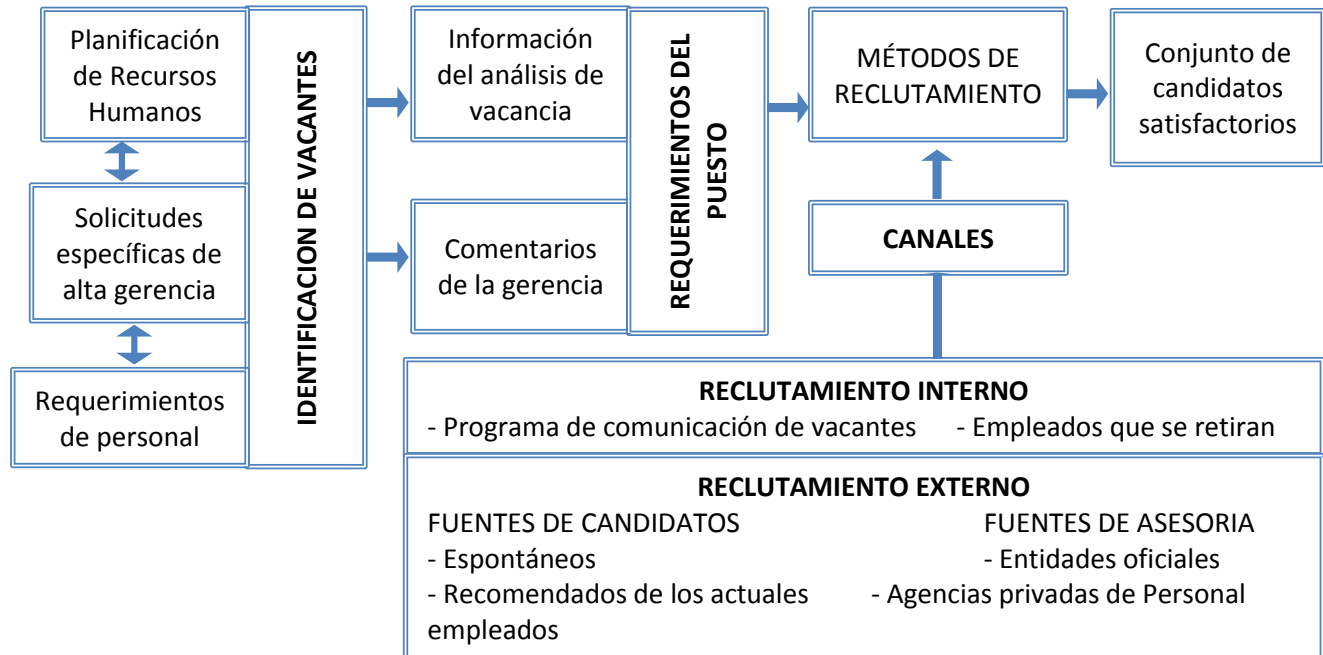 Planificación
de Recursos
Humanos
Solicitudes
específicas de
alta gerencia
Requerimientos
de personal
IDENTIFICACION DE VACANTES
Información
del análisis de
vacancia
Comentarios
de la gerencia
REQUERIMIENTOS DEL
PUESTO
MÉTODOS DE
RECLUTAMIENTO
Conjunto de
candidatos
satisfactorios
CANALES
RECLUTAMIENTO INTERNO
- Programa de comunicación de vacantes - Empleados que se retiran
RECLUTAMIENTO EXTERNO
FUENTES DE CANDIDATOS FUENTES DE ASESORIA
- Espontáneos - Entidades oficiales
- Recomendados de los actuales - Agencias privadas de Personal
empleados